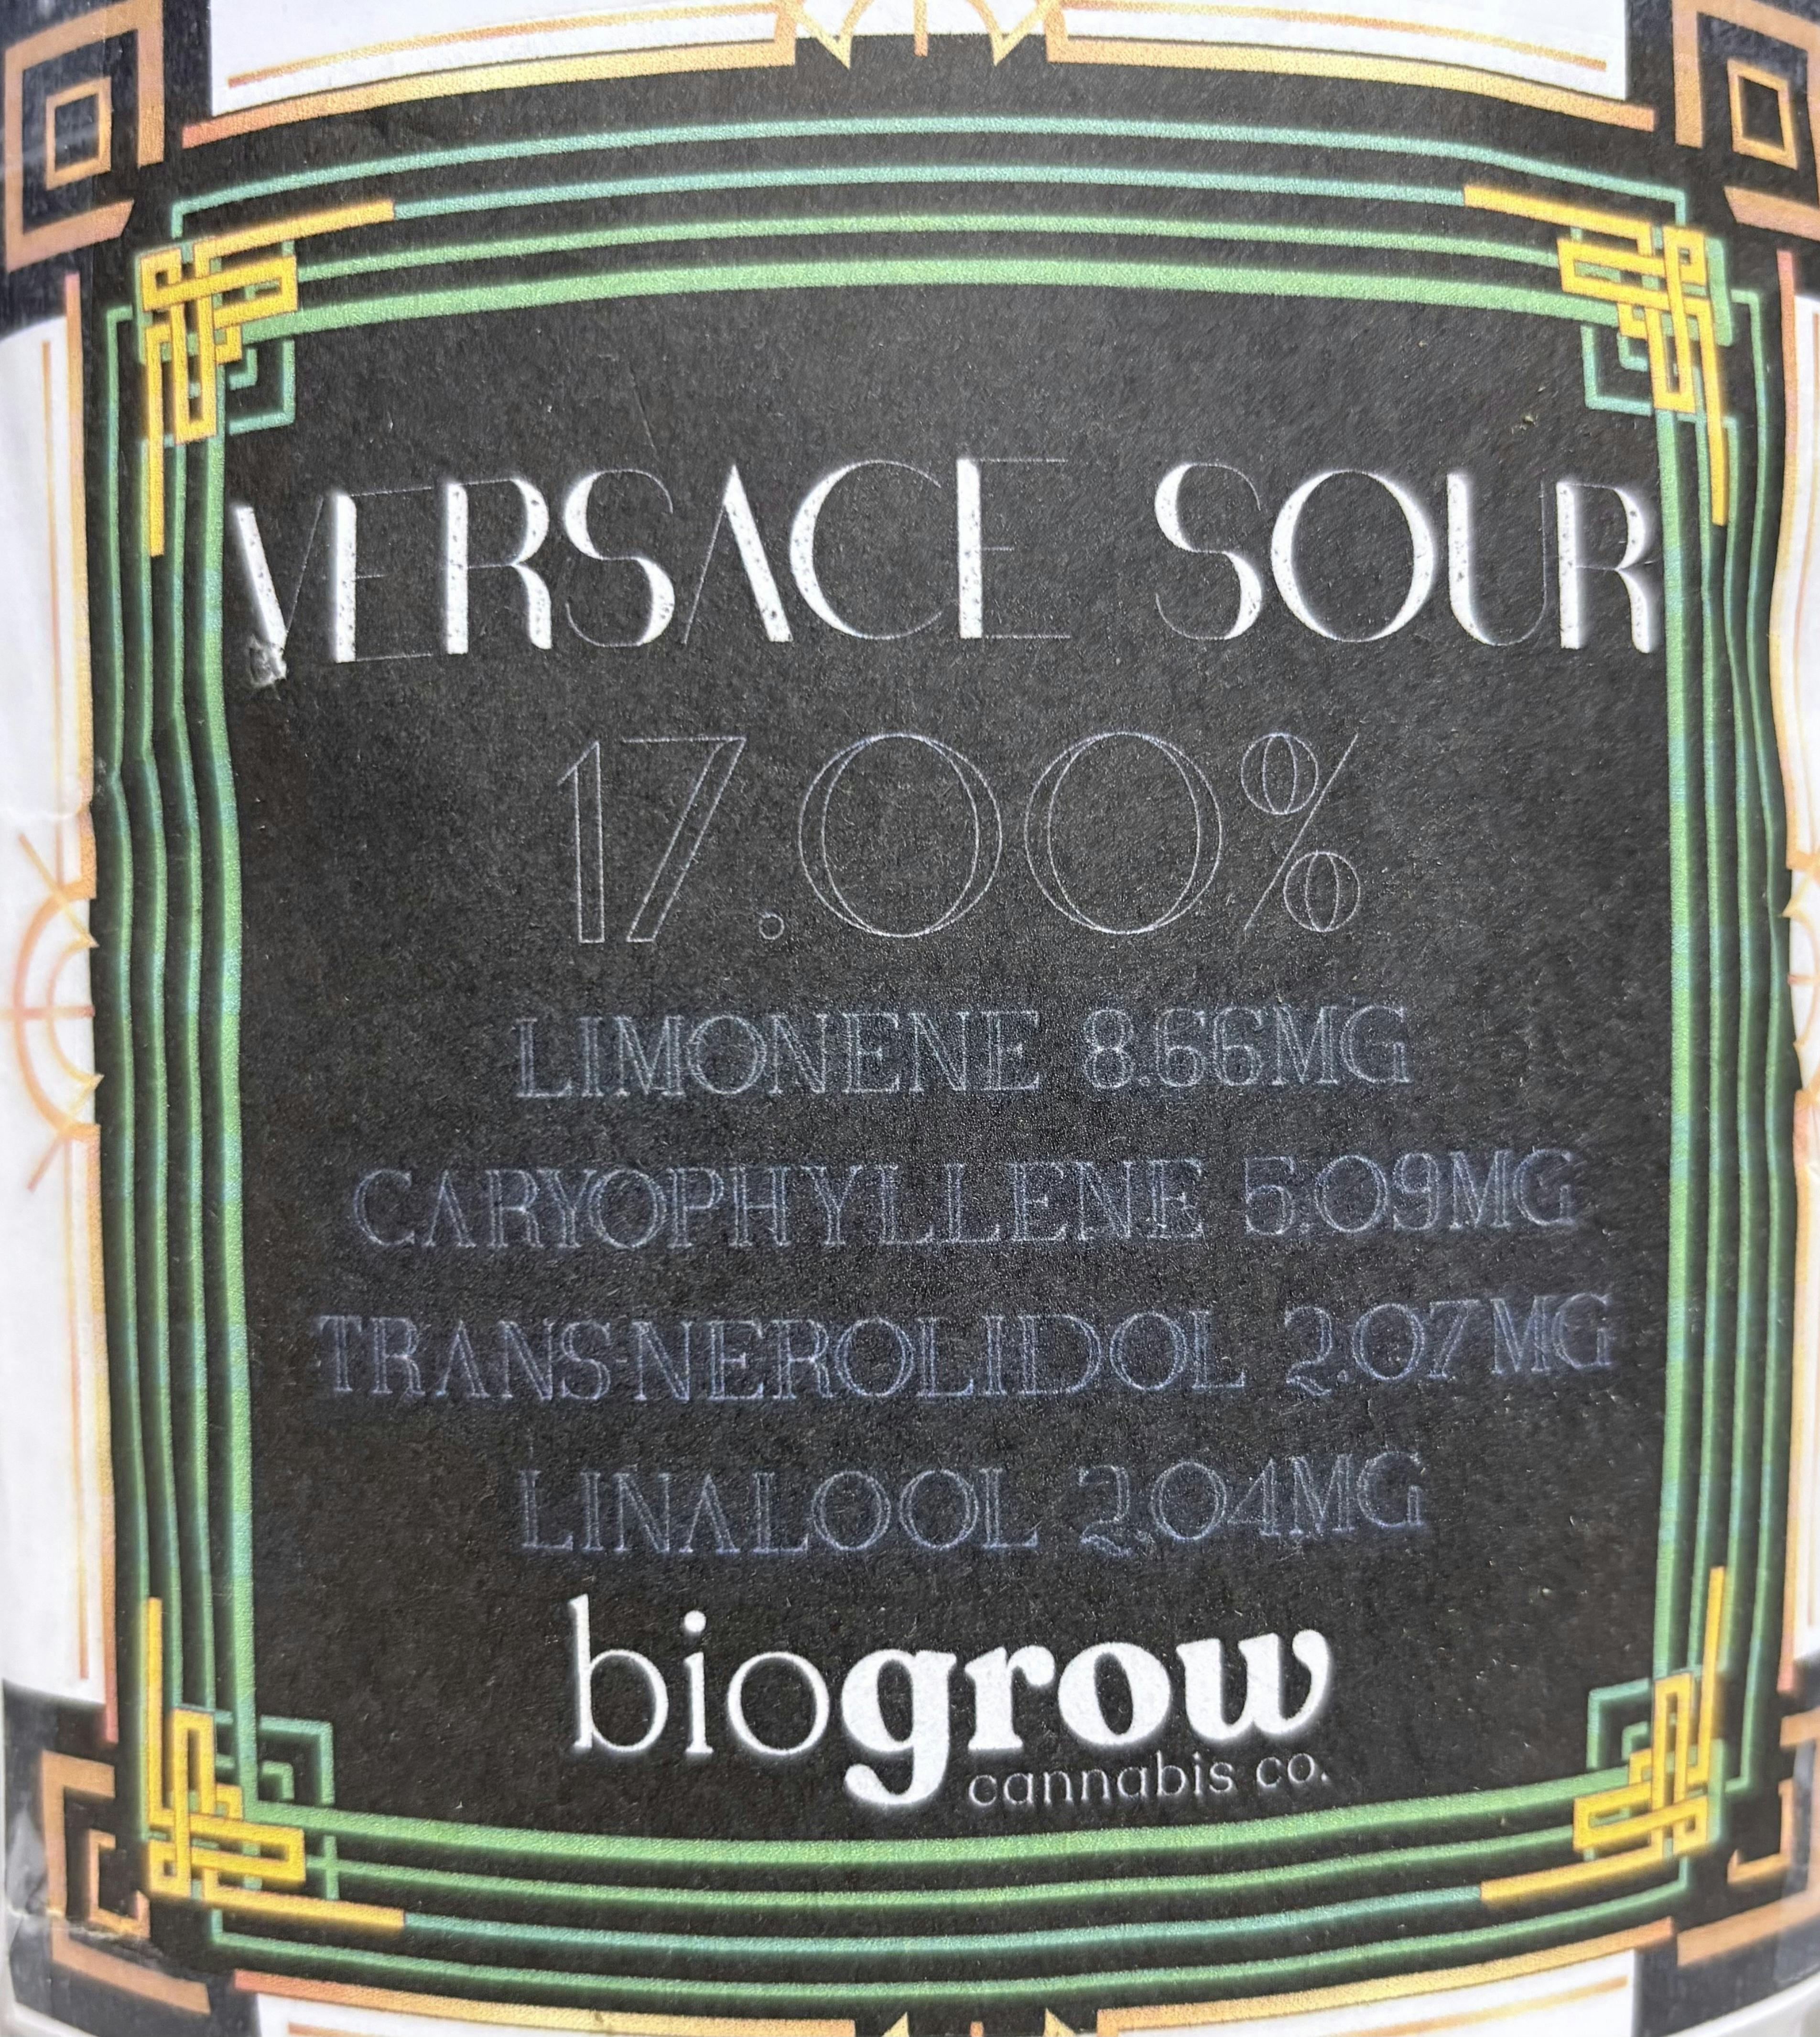 VERSACE SOUR
17.00%
LIMONENE 8.66MG
CARYOPHYLLENE 5.09MG
TRANS-NEROLIDOL 2.07MG
LINALOOL 2.04MG
biogrow
cannabis co.